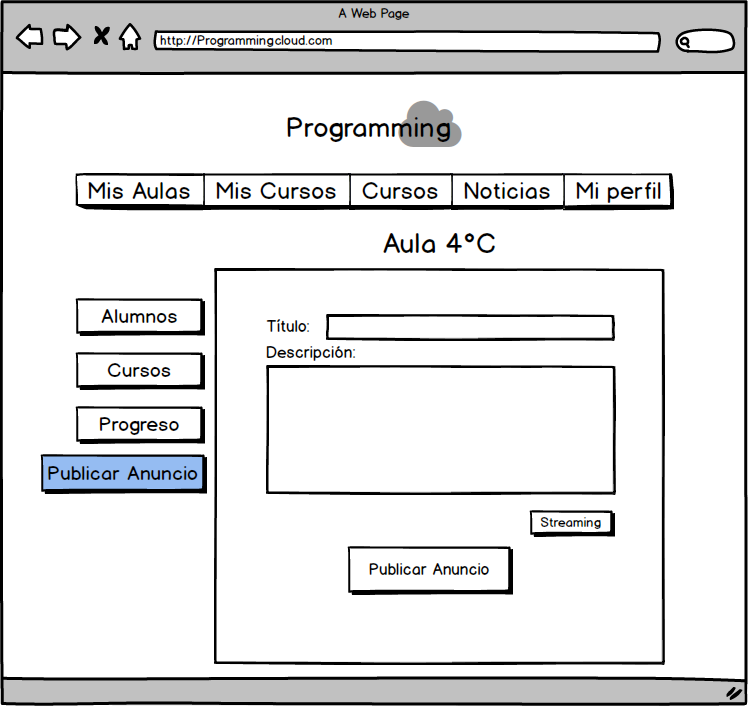 A Web Page
http://Programmingcloud.com
Programming
Mis Aulas Mis Cursos Cursos Noticias Mi perfil
Aula 4°C
Alumnos
Cursos
Progreso
Publicar Anuncio
Título:
Descripción:
Streaming
Publicar Anuncio